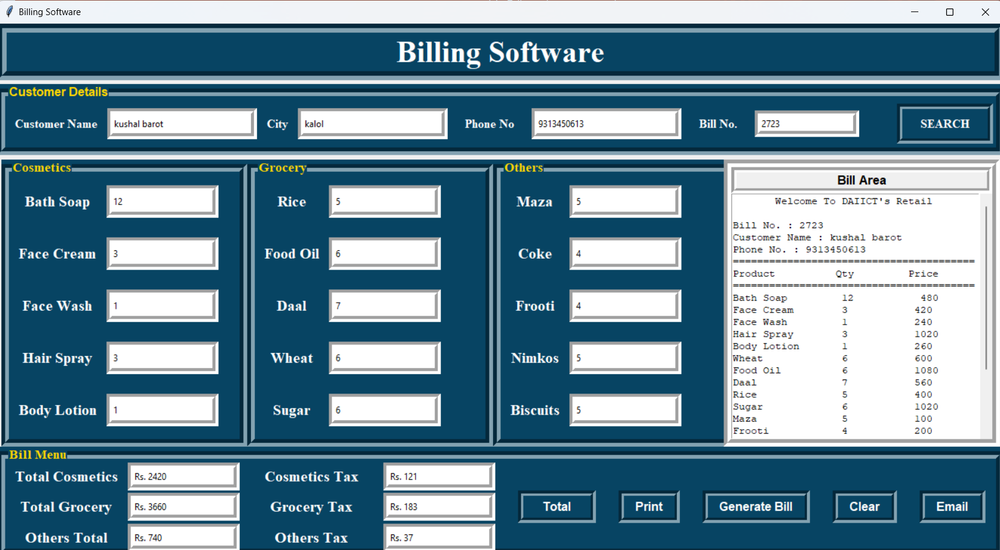 Billing Software
Billing Software
Customer Details
Customer Name kushal barot City kalol Phone No 9313450613 Bill No. 2723 SEARCH
Cosmetics
Bath Soap 12
Face Cream 3
Face Wash 1
Hair Spray 3
Body Lotion 1
Grocery
Rice 5
Food Oil 6
Daal 7
Wheat 6
Sugar 6
Others
Maza 5
Coke 4
Frooti 4
Nimkos 5
Biscuits 5
Bill Area
Welcome To DAIICT's Retail
Bill No. : 2723
Customer Name : kushal barot
Phone No. : 9313450613
========================================
Product Qty Price
========================================
Bath Soap 12 480
Face Cream 3 420
Face Wash 1 240
Hair Spray 3 1020
Body Lotion 1 260
Wheat 6 600
Food Oil 6 1080
Daal 7 560
Rice 5 400
Sugar 6 1020
Maza 5 100
Frooti 4 200
Bill Menu
Total Cosmetics Rs. 2420 Cosmetics Tax Rs. 121
Total Grocery Rs. 3660 Grocery Tax Rs. 183
Others Total Rs. 740 Others Tax Rs. 37
Total Print Generate Bill Clear Email